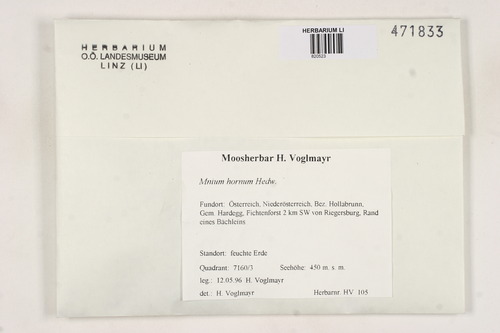 HERBARIUM
O.Ö. LANDESMUSEUM
LINZ (LI)
HERBARIUM LI
471833
Moosherbar H. Voglmayr
Mnium hornum Hedw.
Fundort: Österreich, Niederösterreich, Bez. Hollabrunn,
Gem. Hardegg, Fichtenforst 2 km SW von Riegersburg, Rand
eines Bächleins
Standort: feuchte Erde
Quadrant: 7160/3 Seehöhe: 450 m. s. m.
leg.: 12.05.96 H. Voglmayr
det.: H. Voglmayr Herbarnr. HV 105